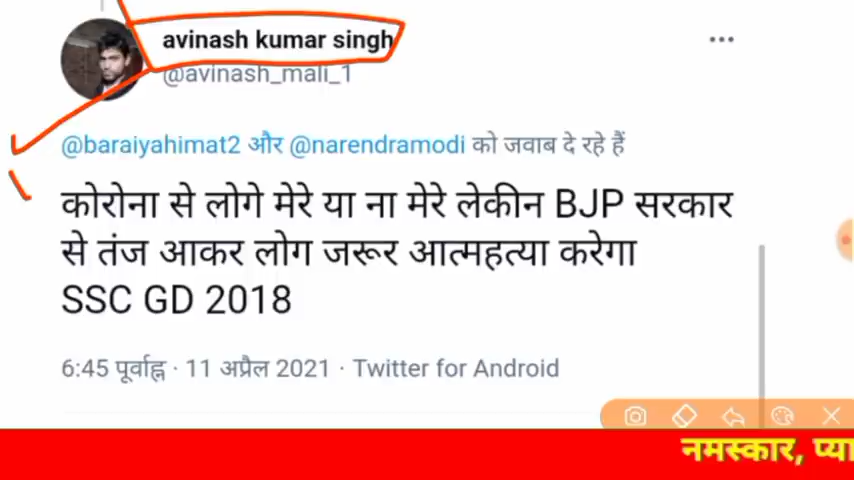 avinash kumar singh
@avinash_mali_1
@baraiyahimat2 और @narendramodi को जवाब दे रहे हैं
कोरोना से लोगे मेरे या ना मेरे लेकीन BJP सरकार
से तंज आकर लोग जरूर आत्महत्या करेगा
SSC GD 2018
6:45 पूर्वाह्न · 11 अप्रैल 2021 · Twitter for Android
नमस्कार, प्या